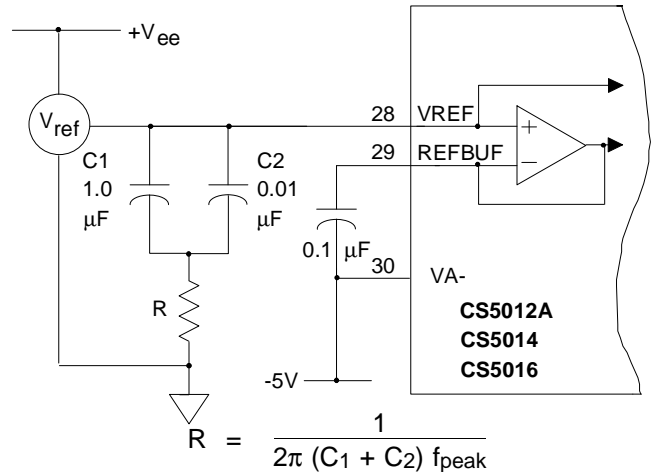 +Vee
Vref
28 VREF
+
29 REFBUF
−
C1
1.0
µF
C2
0.01
µF
0.1 µF
30 VA-
R
CS5012A
CS5014
CS5016
-5V
R = 1 / 2π (C1 + C2) fpeak